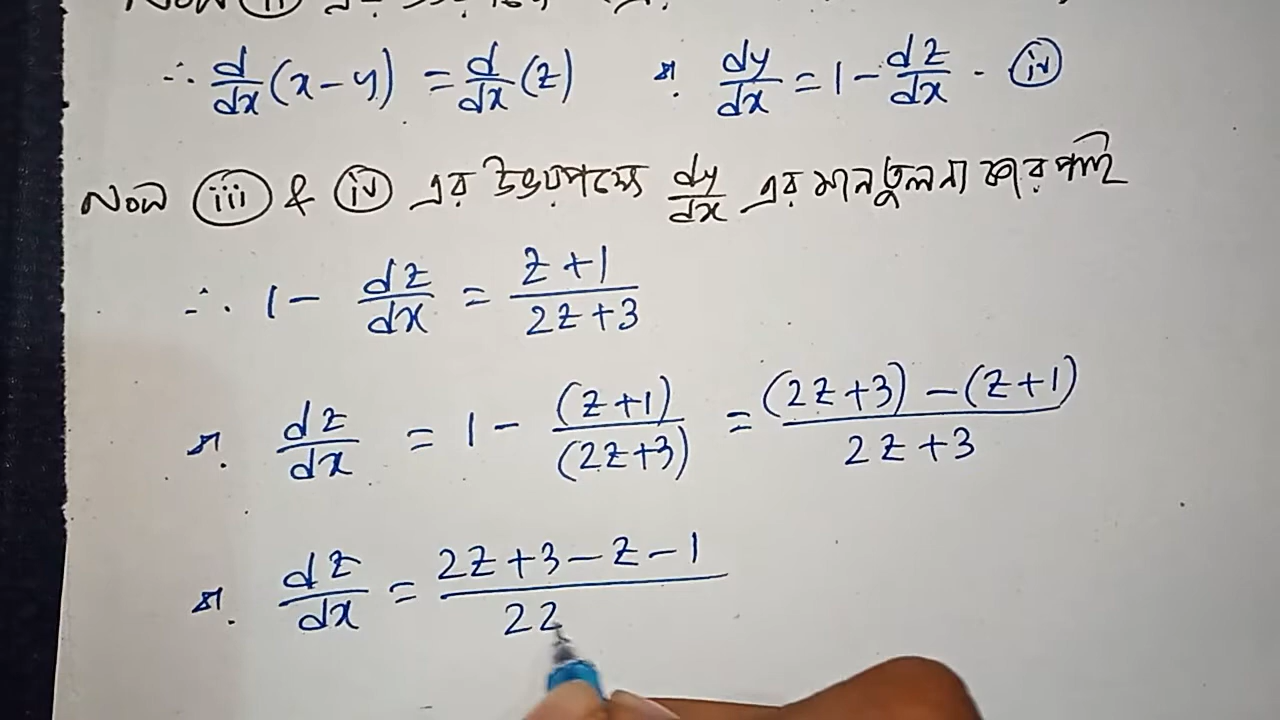 ∴ d/dx (x-y) = d/dx (z) বা. dy/dx = 1 - dz/dx - (iv)
(iii) & (iv) এর উভয়পক্ষে dy/dx এর মান তুলনা করে পাই
∴ 1 - dz/dx = z+1/2z+3
বা. dz/dx = 1 - (z+1)/(2z+3) = (2z+3)-(z+1)/2z+3
বা. dz/dx = 2z+3-z-1/2z